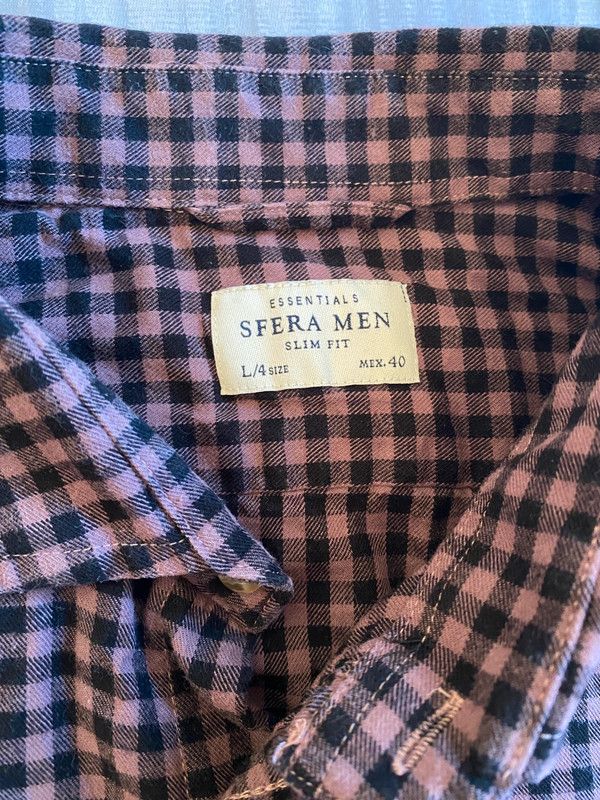 ESSENTIALS
SFERA MEN
SLIM FIT
L/4 SIZE MEX. 40